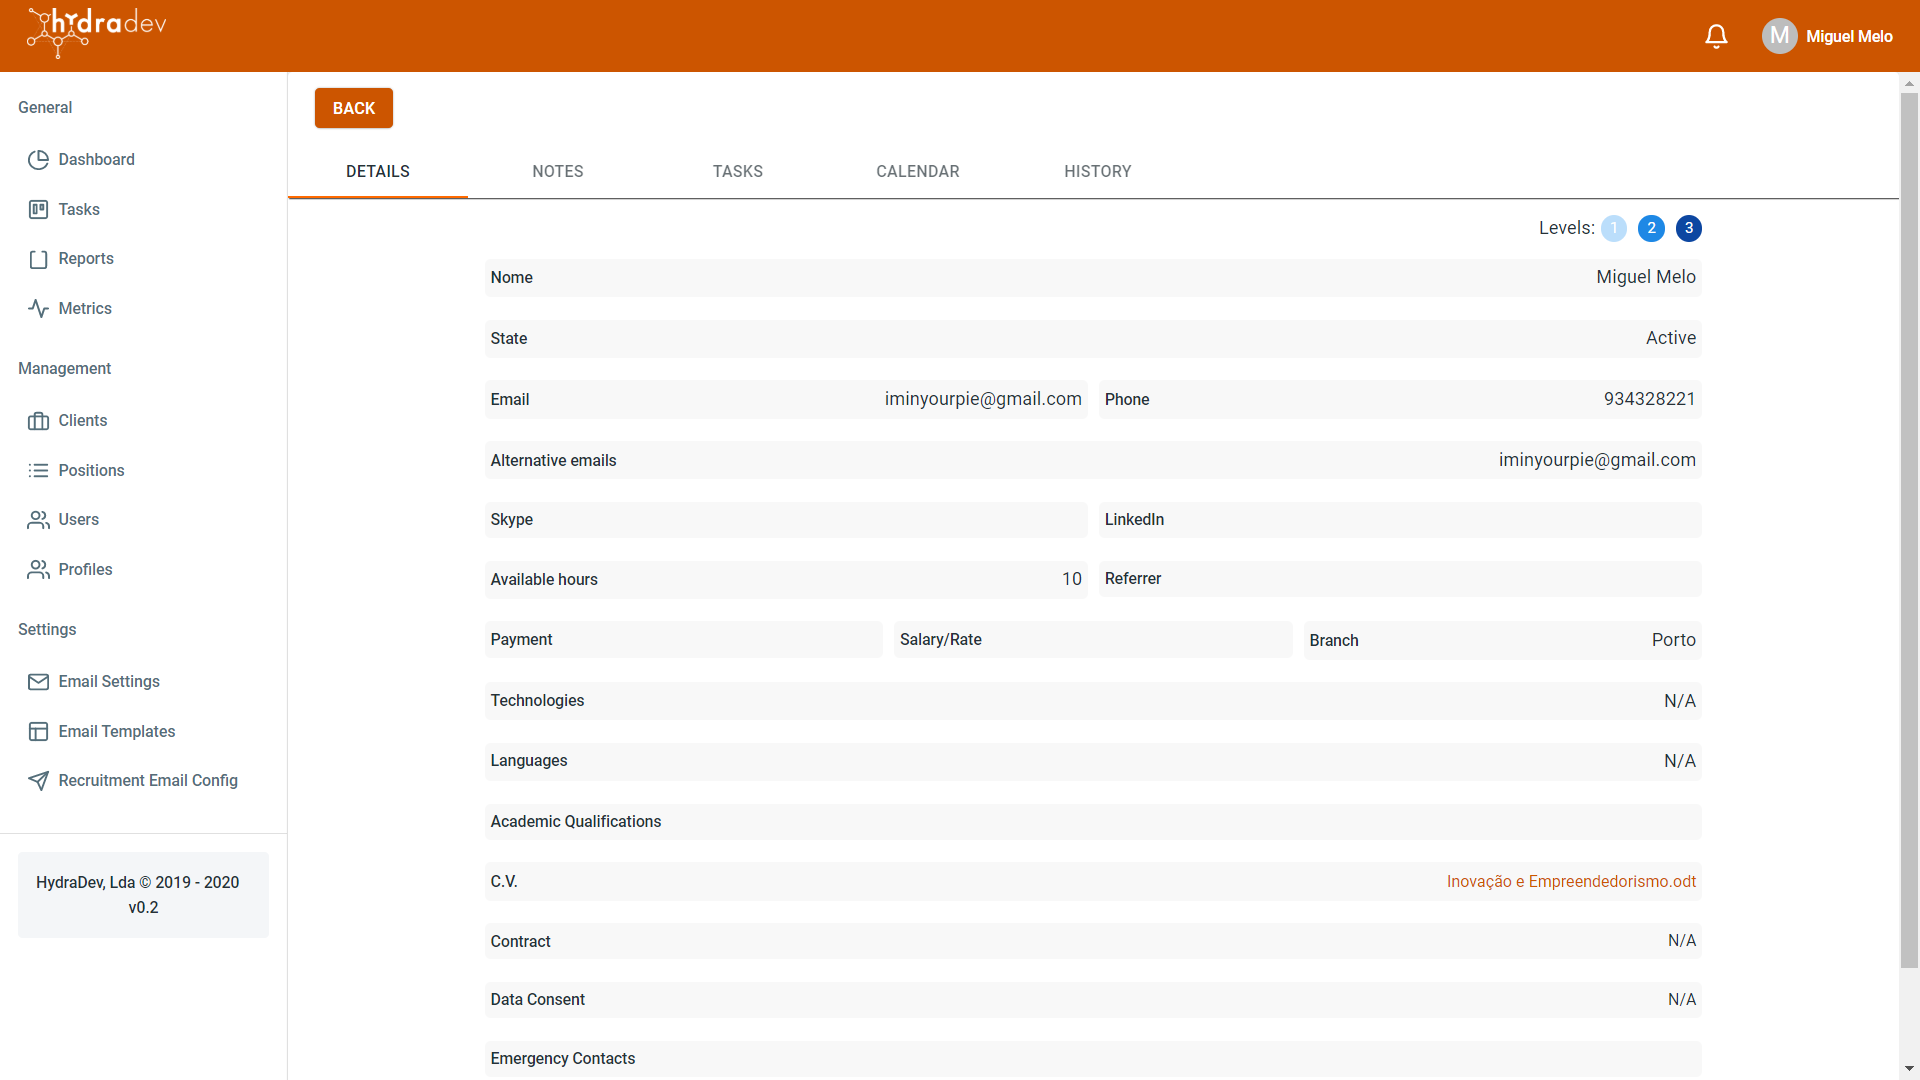 hydradev
M Miguel Melo
General
Dashboard
Tasks
Reports
Metrics
Management
Clients
Positions
Users
Profiles
Settings
Email Settings
Email Templates
Recruitment Email Config
HydraDev, Lda © 2019 - 2020
v0.2
BACK
DETAILS NOTES TASKS CALENDAR HISTORY
Levels: 1 2 3
Nome Miguel Melo
State Active
Email iminyourpie@gmail.com Phone 934328221
Alternative emails iminyourpie@gmail.com
Skype LinkedIn
Available hours 10 Referrer
Payment Salary/Rate Branch Porto
Technologies N/A
Languages N/A
Academic Qualifications
C.V. Inovação e Empreendedorismo.odt
Contract N/A
Data Consent N/A
Emergency Contacts